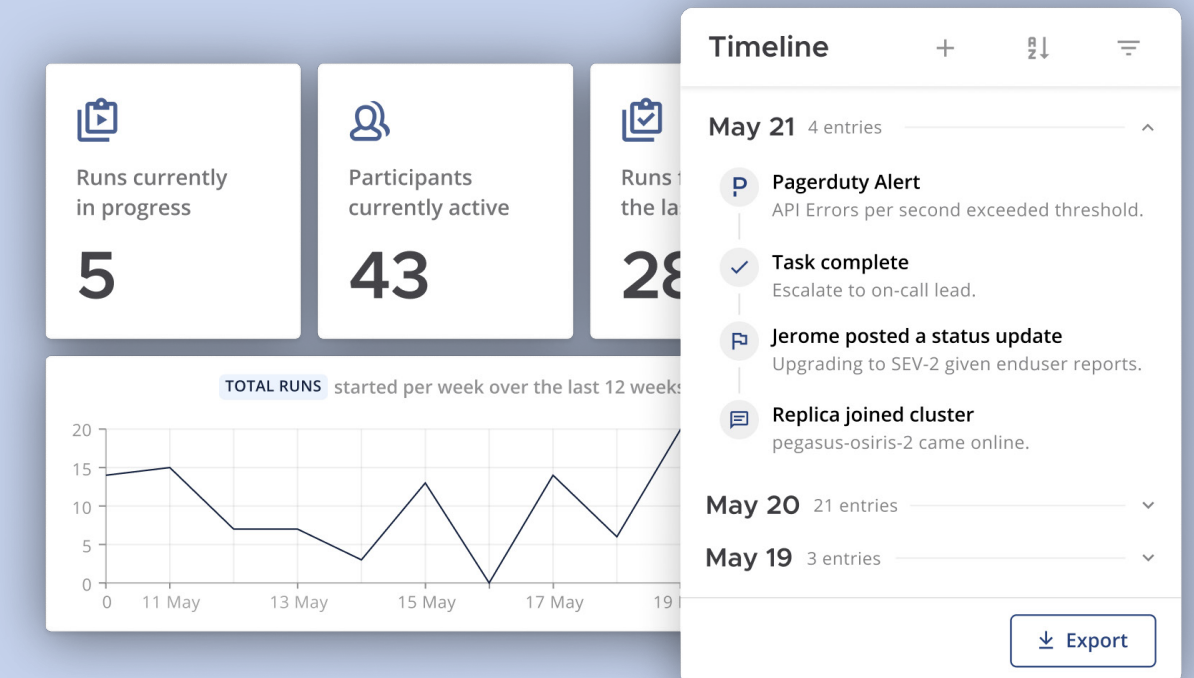 Runs currently
in progress
5
Participants
currently active
43
Runs
the
TOTAL RUNS started per week over the last 12 weeks
20
15
10
5
0
0 11 May 13 May 15 May 17 May 19
Timeline
May 21 4 entries
P Pagerduty Alert
API Errors per second exceeded threshold.
Task complete
Escalate to on-call lead.
Jerome posted a status update
Upgrading to SEV-2 given enduser reports.
Replica joined cluster
pegasus-osiris-2 came online.
May 20 21 entries
May 19 3 entries
Export